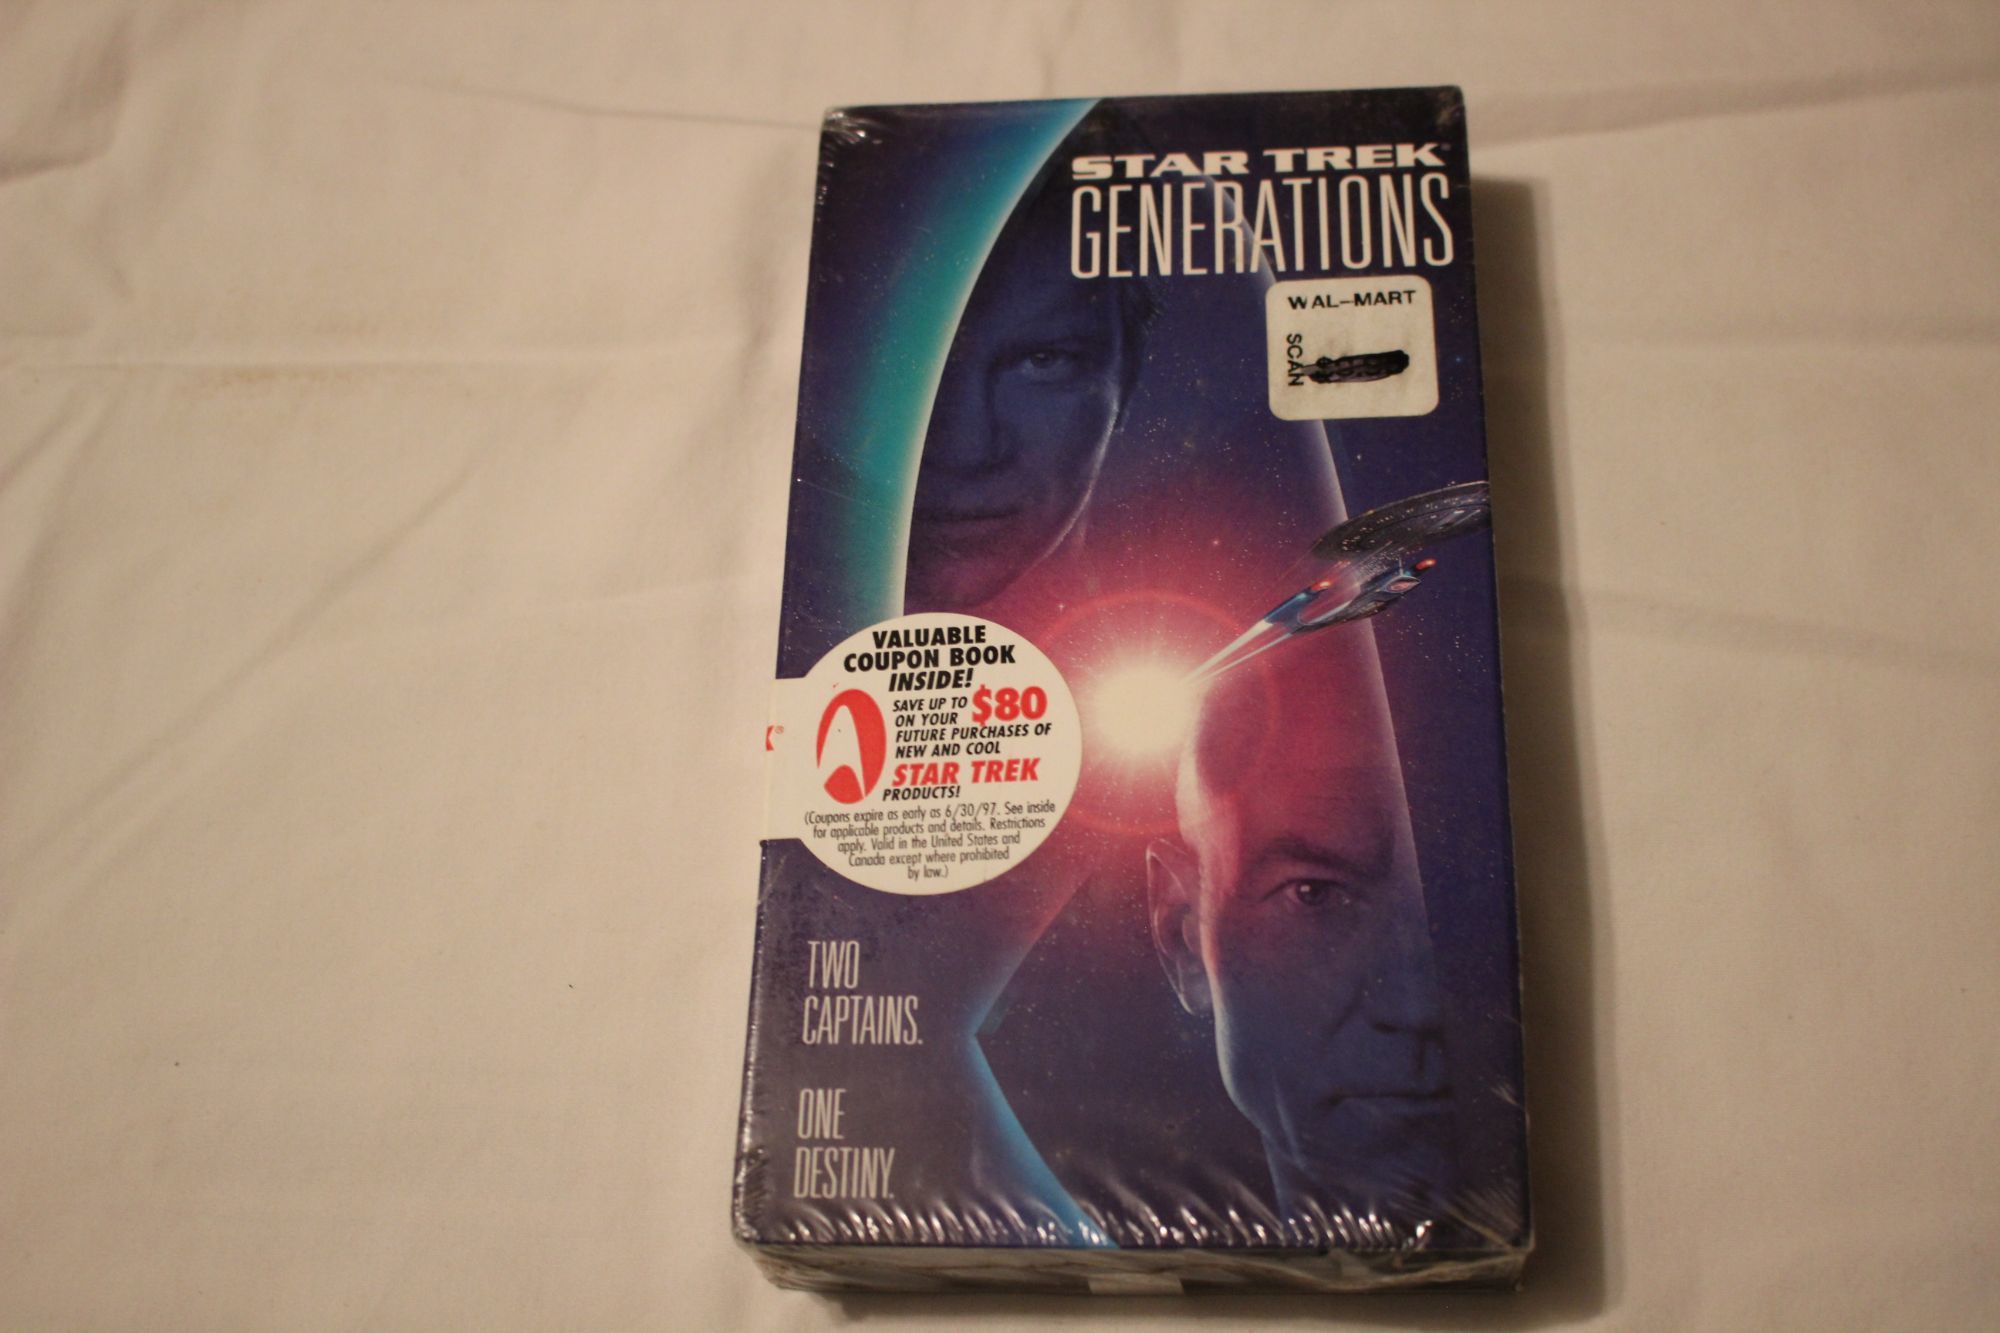 STAR TREK
GENERATIONS
WAL-MART
SCAN
VALUABLE
COUPON BOOK
INSIDE!
SAVE UP TO $80
ON YOUR
FUTURE PURCHASES OF
NEW AND COOL
STAR TREK
PRODUCTS!
(Coupons expire as early as 6/30/97. See inside
for applicable products and details. Restrictions
apply. Valid in the United States and
Canada except where prohibited
by law.)
K®
TWO
CAPTAINS.
ONE
DESTINY.